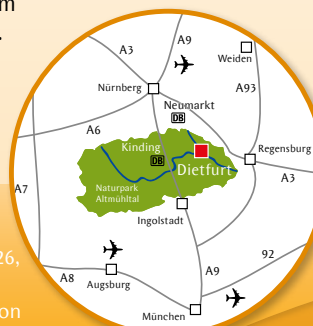 m
.
A3
A9
Weiden
Nürnberg
A93
Neumarkt
DB
A6
Kinding
DB
Regensburg
Dietfurt
A3
A7
Naturpark
Altmühltal
Ingolstadt
26,
92
A9
A8
Augsburg
on
München